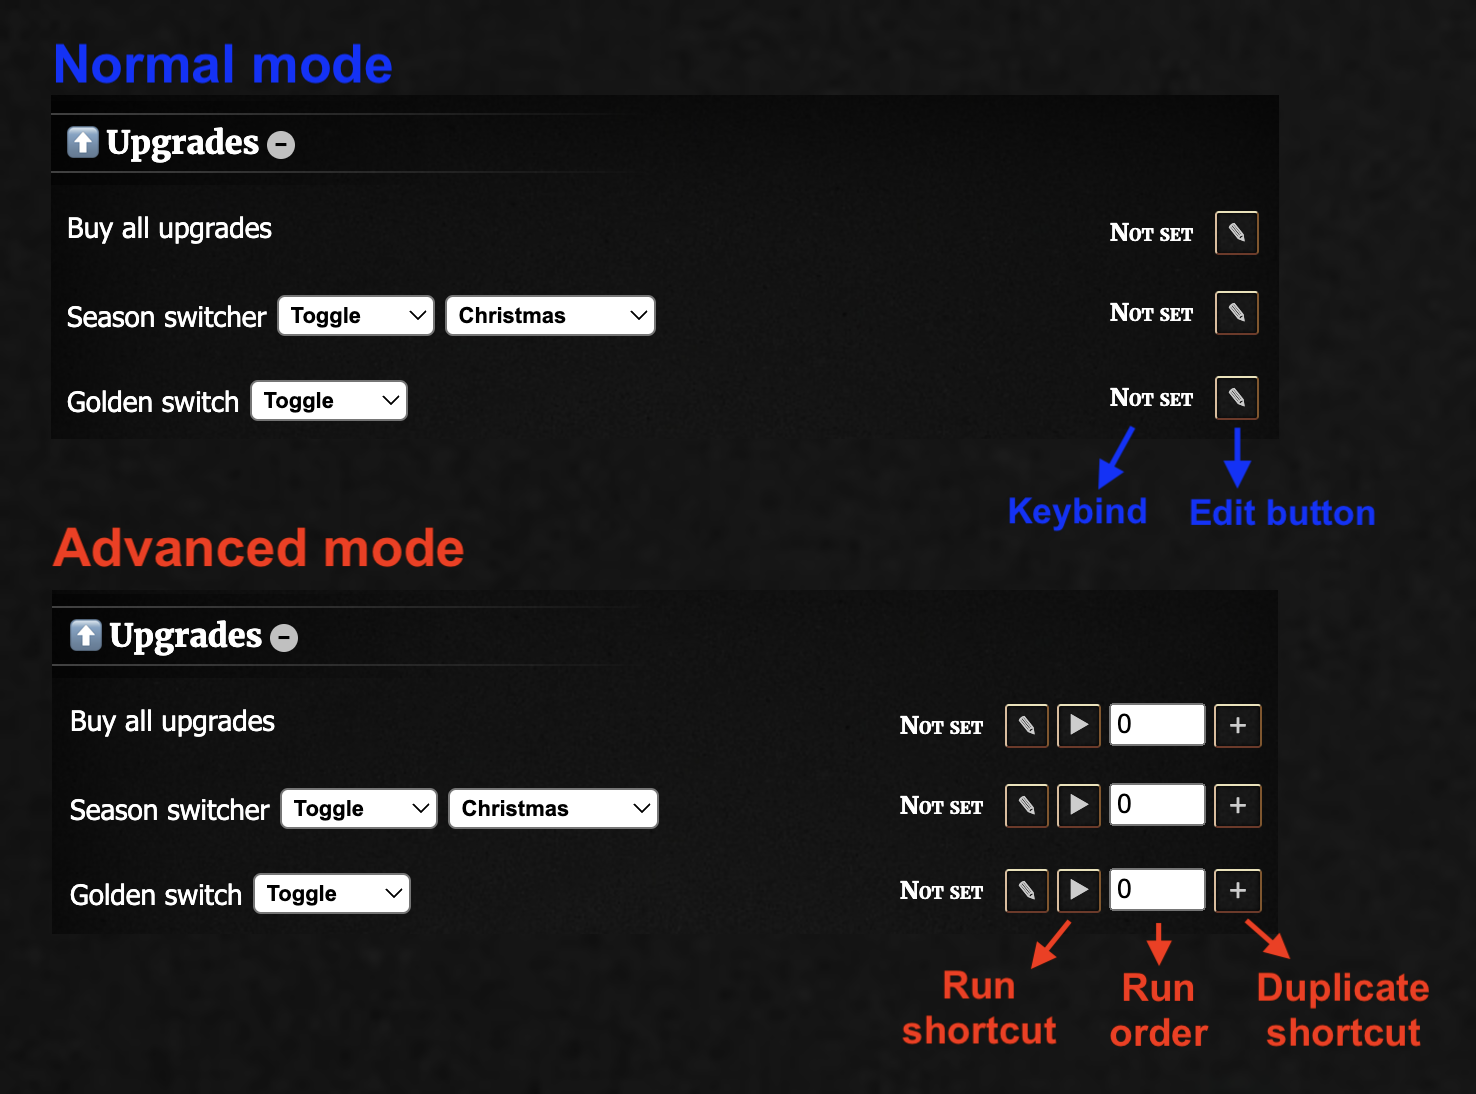 Normal mode
Upgrades
Buy all upgrades Not set
Season switcher Toggle Christmas Not set
Golden switch Toggle Not set
Keybind Edit button
Advanced mode
Upgrades
Buy all upgrades Not set 0 +
Season switcher Toggle Christmas Not set 0 +
Golden switch Toggle Not set 0 +
Run Run Duplicate
shortcut order shortcut